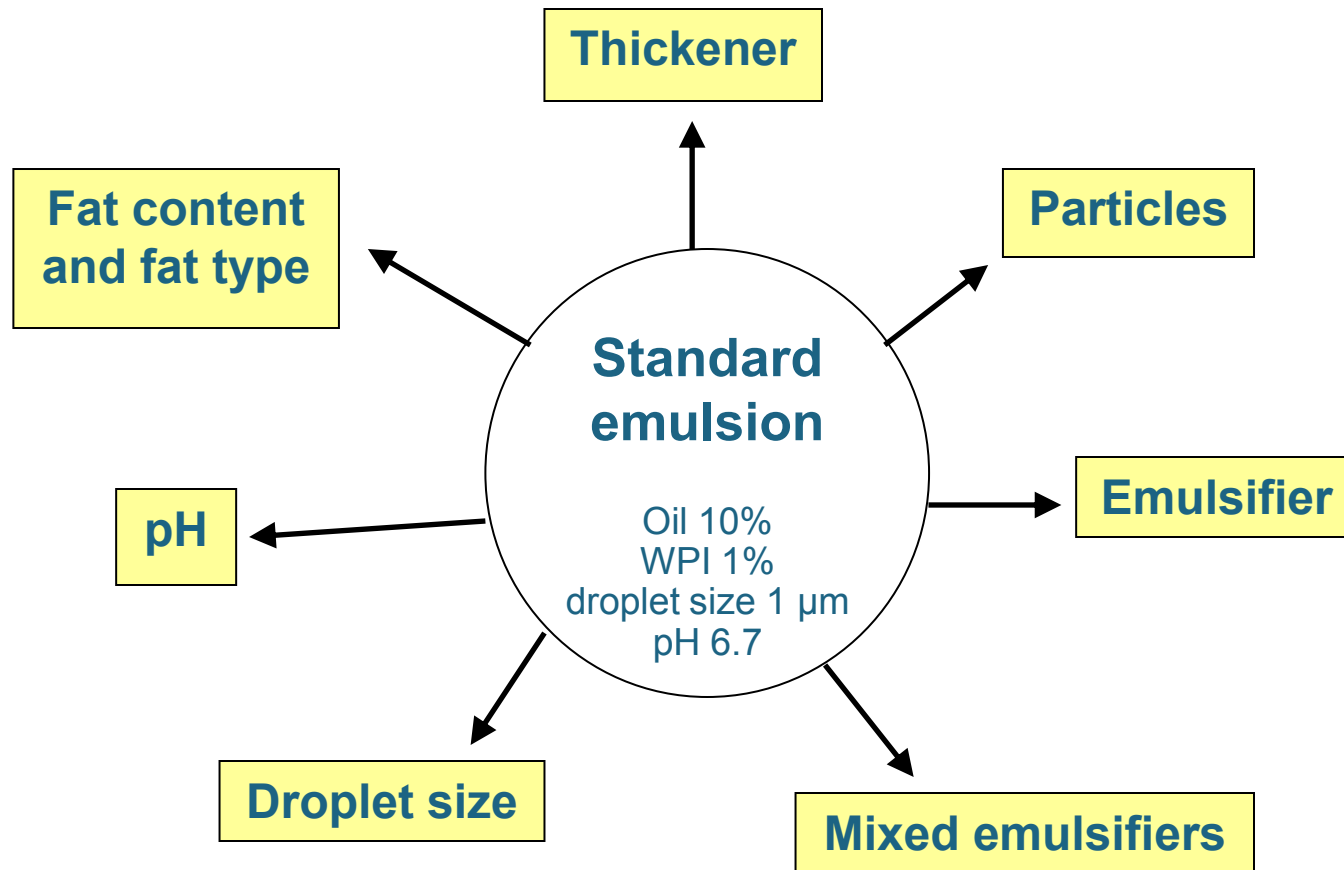 Thickener
Particles
Fat content
and fat type
Standard
emulsion
Oil 10%
WPI 1%
droplet size 1 µm
pH 6.7
Emulsifier
pH
Droplet size
Mixed emulsifiers